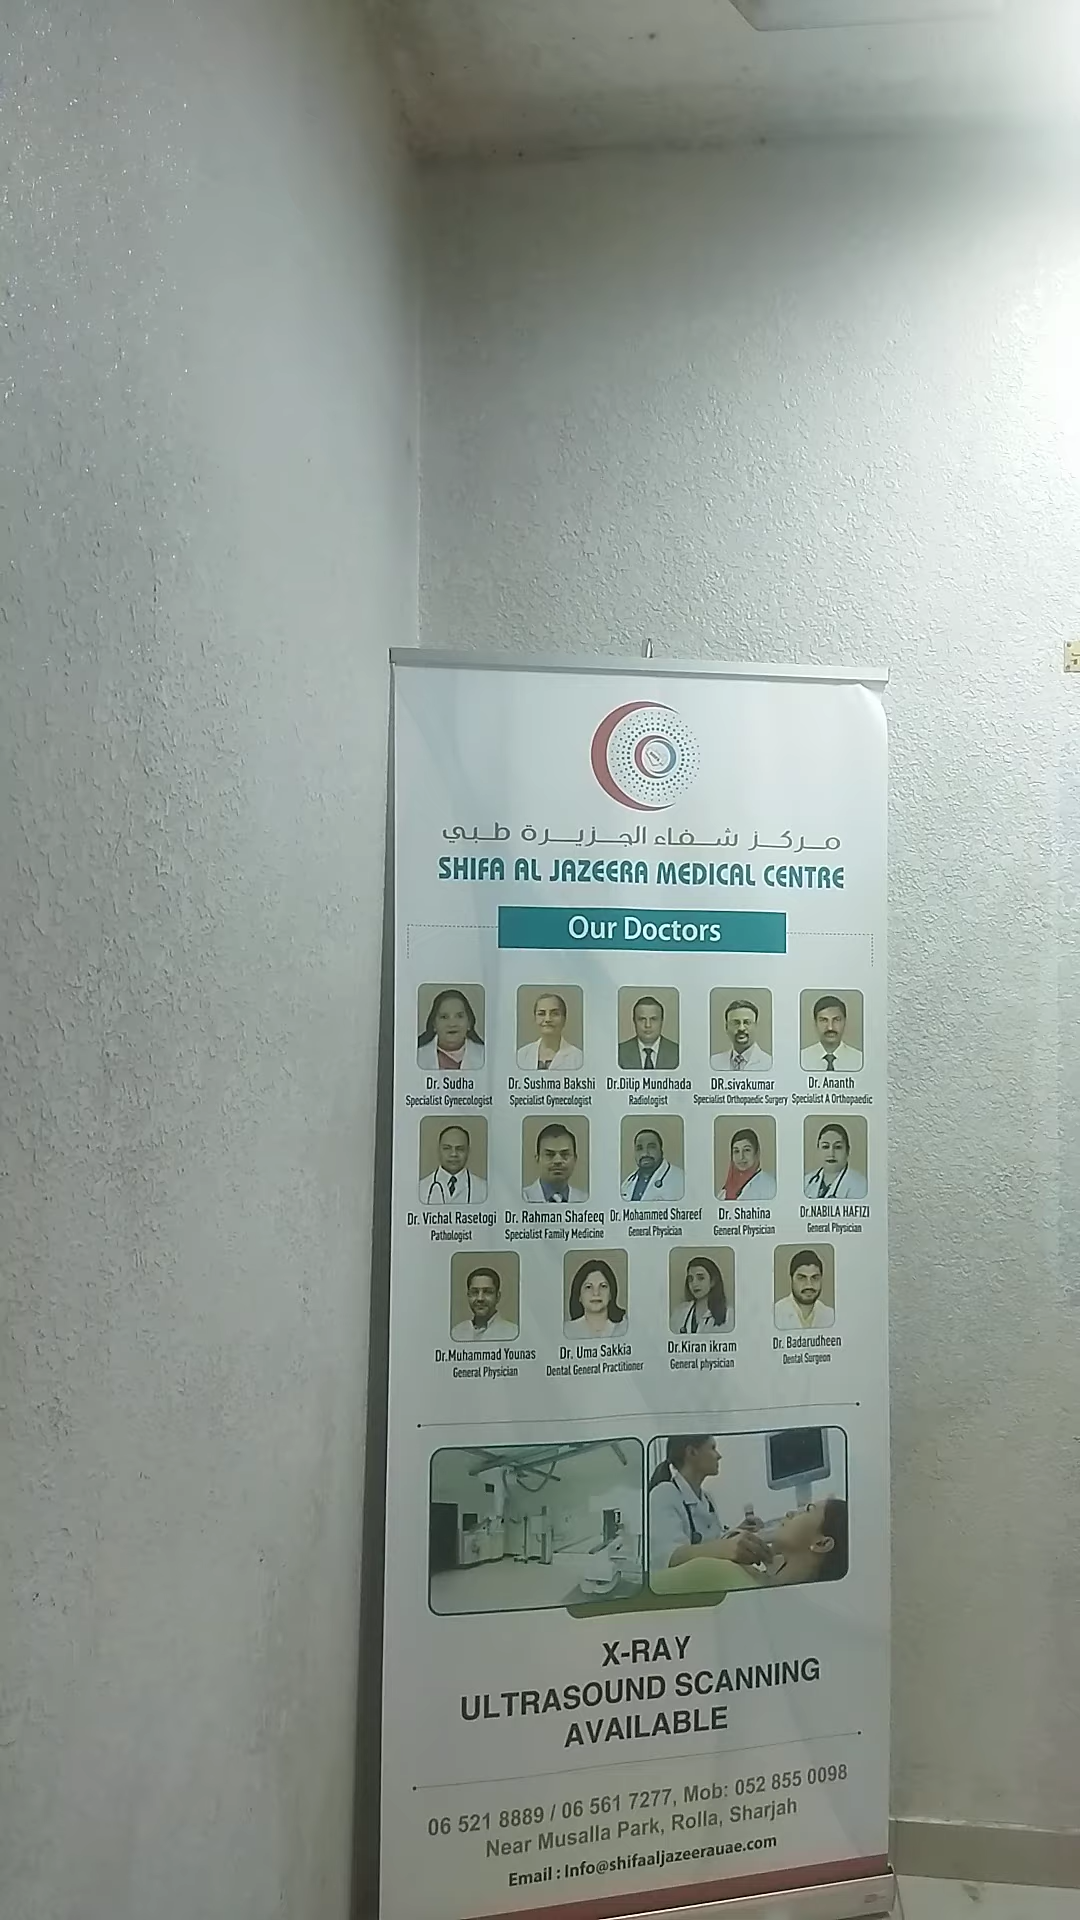 مركز شفاء الجزيرة طبي
SHIFA AL JAZEERA MEDICAL CENTRE
Our Doctors
Dr. Sudha
Specialist Gynecologist
Dr. Sushma Bakshi
Specialist Gynecologist
Dr.Dilip Mundhada
Radiologist
DR.sivakumar
Specialist Orthopaedic Surgery
Dr. Ananth
Specialist A Orthopaedic
Dr. Vichal Rasetogi
Pathologist
Dr. Rahman Shafeeq
Specialist Family Medicine
Dr. Mohammed Shareef
General Physician
Dr. Shahina
General Physician
Dr.NABILA HAFIZI
General Physician
Dr.Muhammad Younas
General Physician
Dr. Uma Sakkia
Dental General Practitioner
Dr.Kiran ikram
General physician
Dr. Badarudheen
Dental Surgeon
X-RAY
ULTRASOUND SCANNING
AVAILABLE
06 521 8889 / 06 561 7277, Mob: 052 855 0098
Near Musalla Park, Rolla, Sharjah
Email : Info@shifaaljazeerauae.com